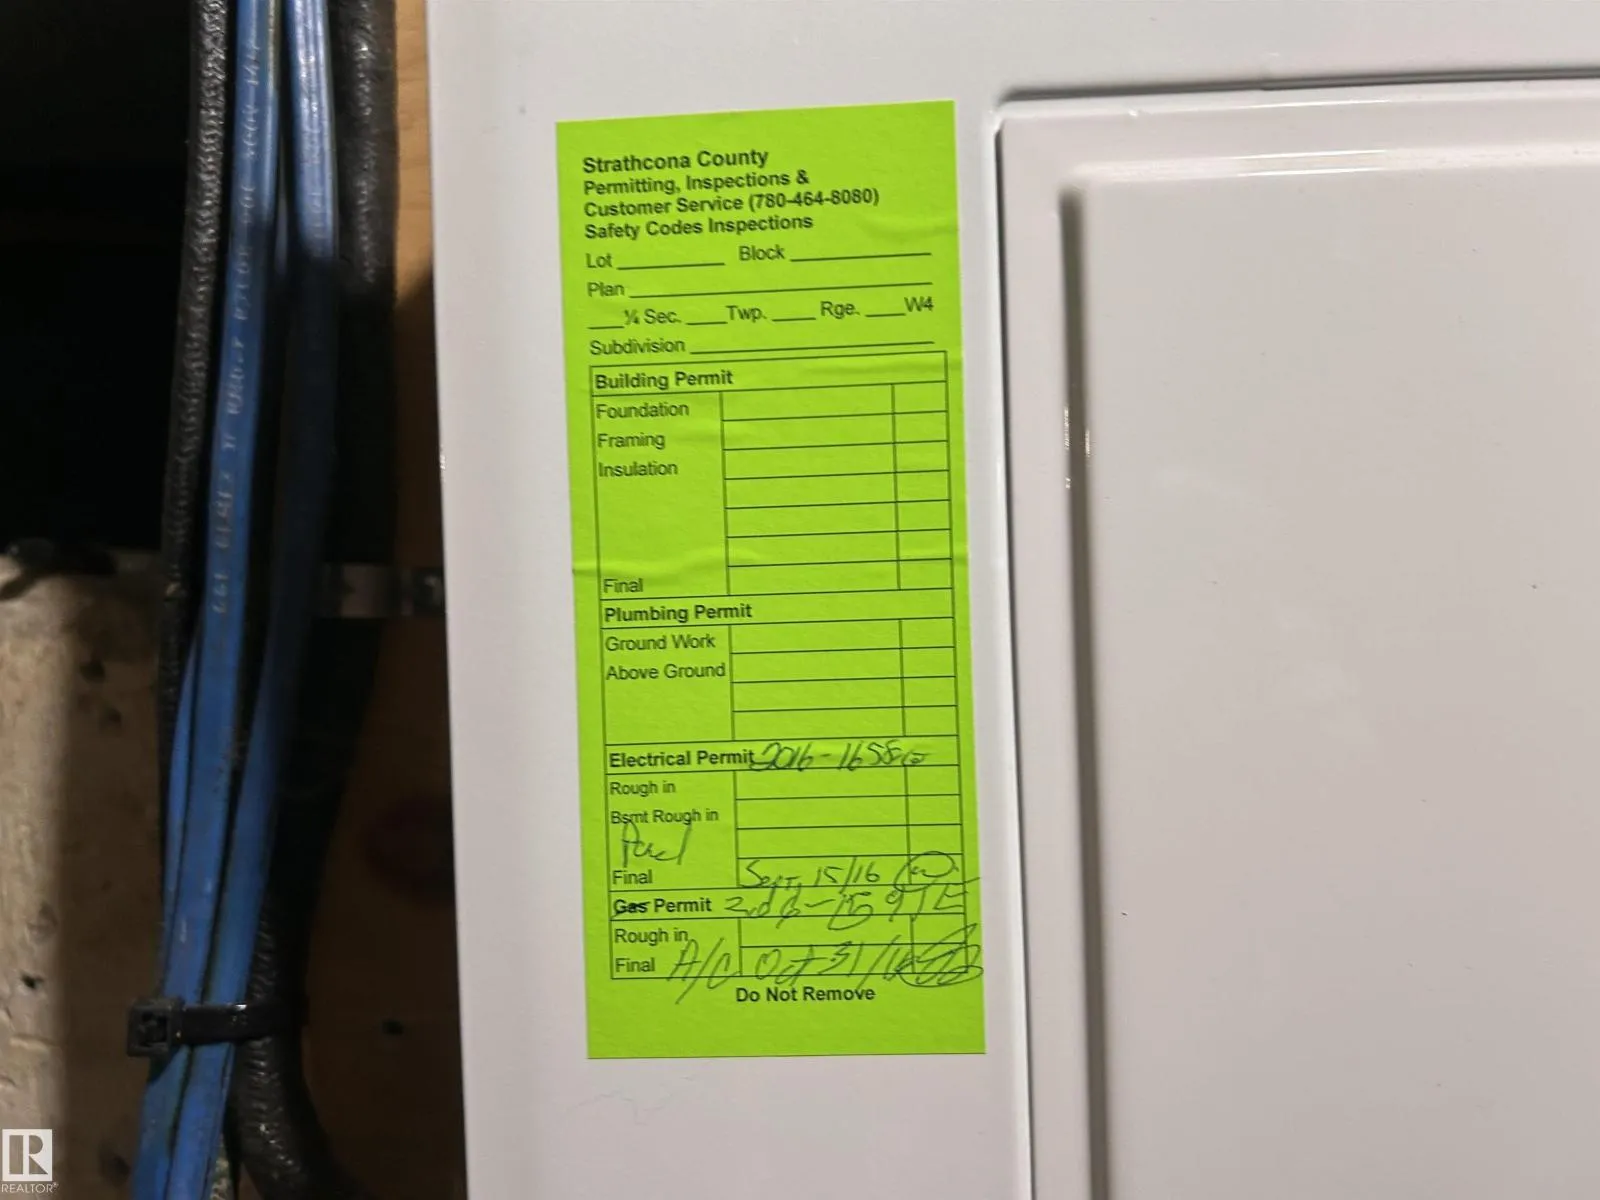 Strathcona County
Permitting, Inspections &
Customer Service (780-464-8080)
Safety Codes Inspections
Lot Block
Plan
¼ Sec. Twp. Rge. W4
Subdivision
Building Permit
Foundation
Framing
Insulation
Final
Plumbing Permit
Ground Work
Above Ground
Electrical Permit 2016-1658
Rough in
Bsmt Rough in
Final Sept, 15/16
Gas Permit
Rough in
Final A/C Oct 31/16
Do Not Remove
REALTOR®